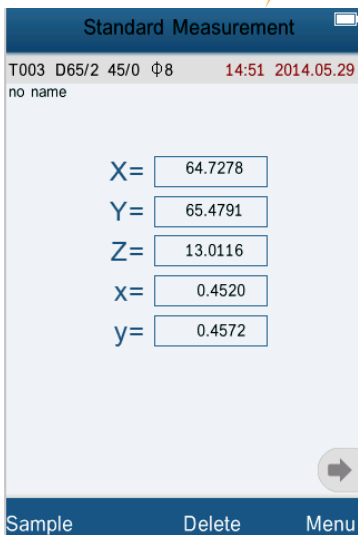 Standard Measurement
T003 D65/2 45/0 Φ8 14:51 2014.05.29
no name
X= 64.7278
Y= 65.4791
Z= 13.0116
x= 0.4520
y= 0.4572
Sample Delete Menu